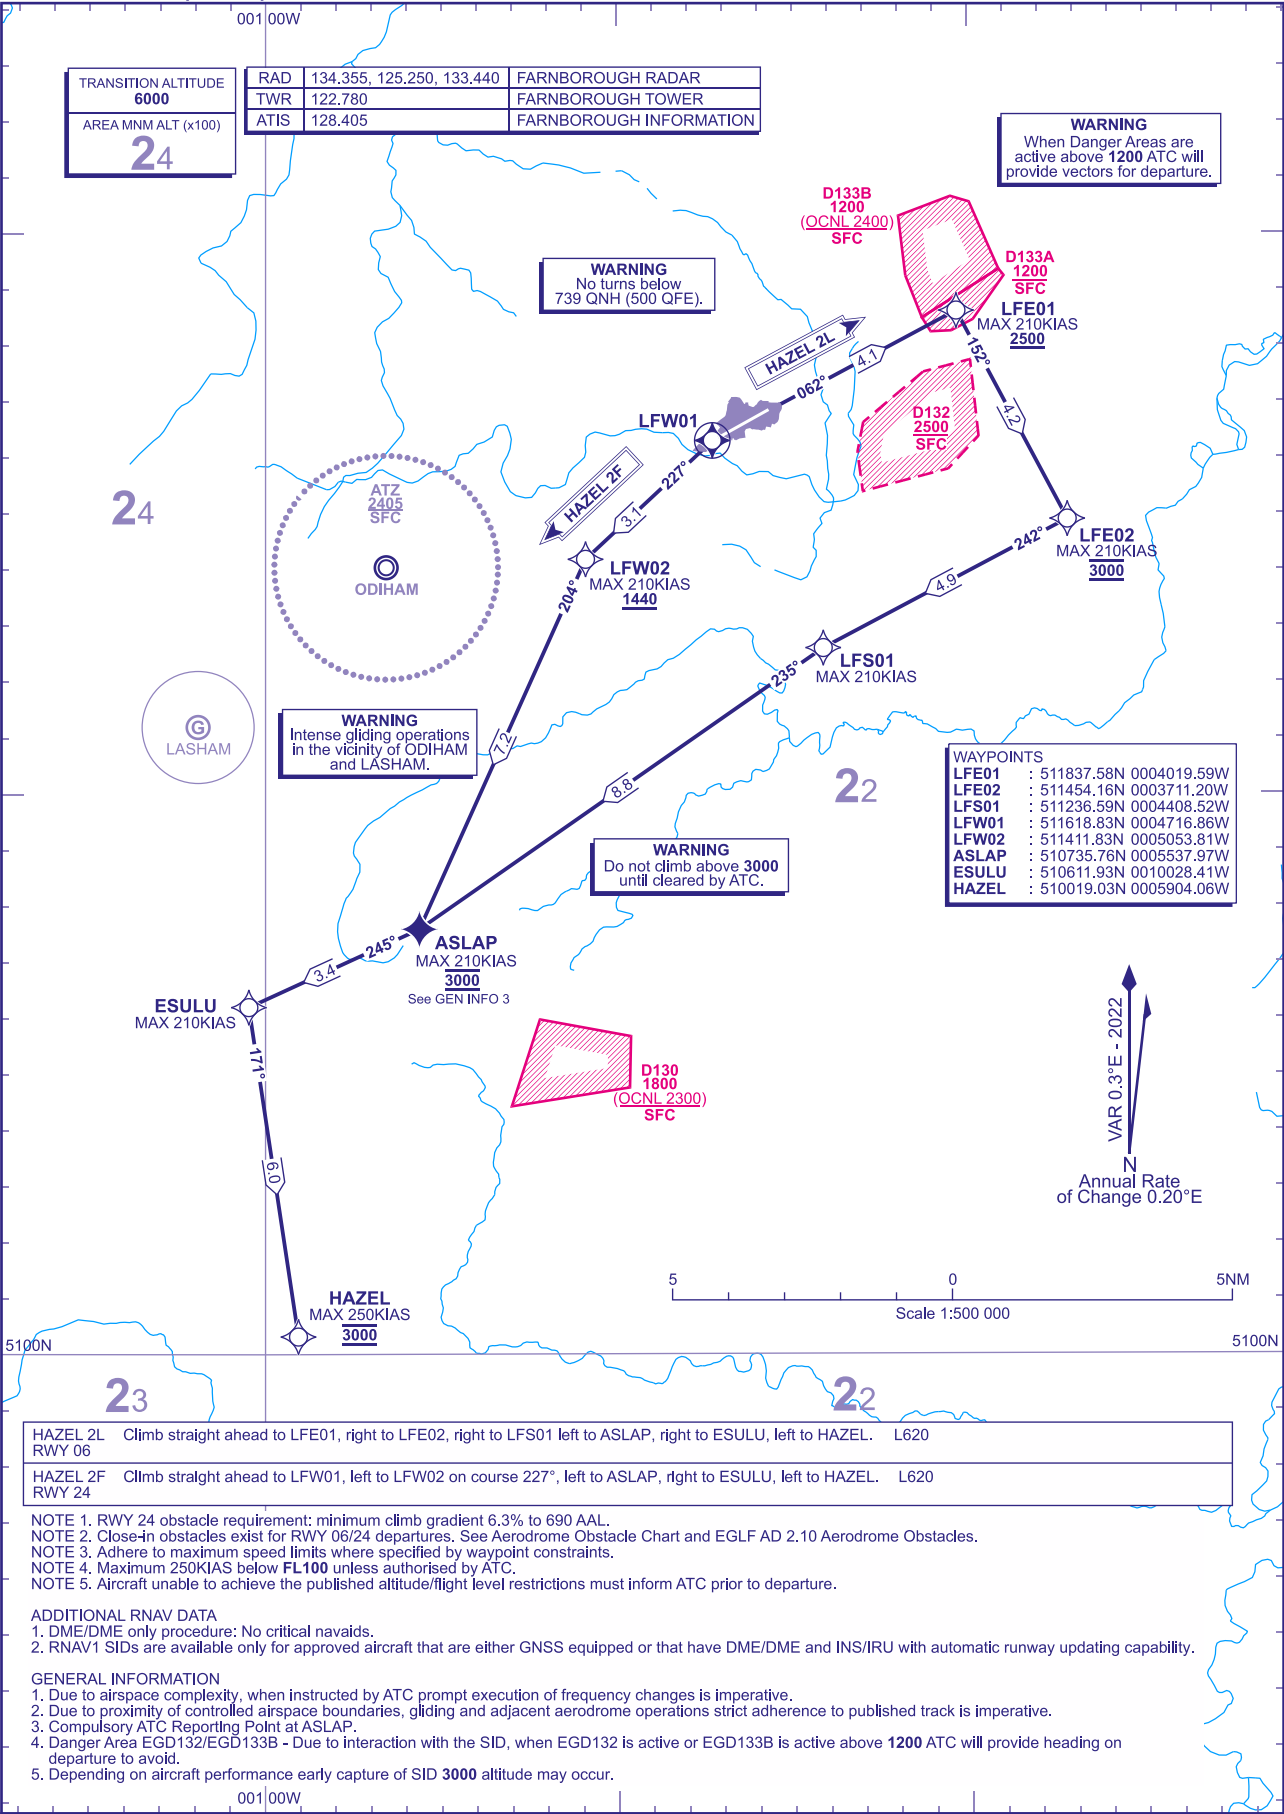 001 00W
TRANSITION ALTITUDE
6000
AREA MNM ALT (x100)
24
RAD 134.355, 125.250, 133.440 FARNBOROUGH RADAR
TWR 122.780 FARNBOROUGH TOWER
ATIS 128.405 FARNBOROUGH INFORMATION
WARNING
When Danger Areas are
active above 1200 ATC will
provide vectors for departure.
D133B
1200
(OCNL 2400)
SFC
D133A
1200
SFC
WARNING
No turns below
739 QNH (500 QFE).
LFE01
MAX 210KIAS
2500
HAZEL 2L
062°
4.1
152°
4.2
D132
2500
SFC
LFW01
HAZEL 2F
227°
3.1
24
ATZ
2405
SFC
ODIHAM
LFW02
MAX 210KIAS
1440
204°
LFE02
MAX 210KIAS
3000
242°
4.9
LFS01
MAX 210KIAS
235°
G
LASHAM
WARNING
Intense gliding operations
in the vicinity of ODIHAM
and LASHAM.
7.2
8.8
22
WAYPOINTS
LFE01 : 511837.58N 0004019.59W
LFE02 : 511454.16N 0003711.20W
LFS01 : 511236.59N 0004408.52W
LFW01 : 511618.83N 0004716.86W
LFW02 : 511411.83N 0005053.81W
ASLAP : 510735.76N 0005537.97W
ESULU : 510611.93N 0010028.41W
HAZEL : 510019.03N 0005904.06W
WARNING
Do not climb above 3000
until cleared by ATC.
ASLAP
MAX 210KIAS
3000
See GEN INFO 3
245°
3.4
ESULU
MAX 210KIAS
171°
6.0
D130
1800
(OCNL 2300)
SFC
VAR 0.3°E - 2022
N
Annual Rate
of Change 0.20°E
5 0 5NM
Scale 1:500 000
HAZEL
MAX 250KIAS
3000
5100N
5100N
23
22
HAZEL 2L Climb straight ahead to LFE01, right to LFE02, right to LFS01 left to ASLAP, right to ESULU, left to HAZEL. L620
RWY 06
HAZEL 2F Climb straight ahead to LFW01, left to LFW02 on course 227°, left to ASLAP, right to ESULU, left to HAZEL. L620
RWY 24
NOTE 1. RWY 24 obstacle requirement: minimum climb gradient 6.3% to 690 AAL.
NOTE 2. Close-in obstacles exist for RWY 06/24 departures. See Aerodrome Obstacle Chart and EGLF AD 2.10 Aerodrome Obstacles.
NOTE 3. Adhere to maximum speed limits where specified by waypoint constraints.
NOTE 4. Maximum 250KIAS below FL100 unless authorised by ATC.
NOTE 5. Aircraft unable to achieve the published altitude/flight level restrictions must inform ATC prior to departure.
ADDITIONAL RNAV DATA
1. DME/DME only procedure: No critical navaids.
2. RNAV1 SIDs are available only for approved aircraft that are either GNSS equipped or that have DME/DME and INS/IRU with automatic runway updating capability.
GENERAL INFORMATION
1. Due to airspace complexity, when instructed by ATC prompt execution of frequency changes is imperative.
2. Due to proximity of controlled airspace boundaries, gliding and adjacent aerodrome operations strict adherence to published track is imperative.
3. Compulsory ATC Reporting Point at ASLAP.
4. Danger Area EGD132/EGD133B - Due to interaction with the SID, when EGD132 is active or EGD133B is active above 1200 ATC will provide heading on
departure to avoid.
5. Depending on aircraft performance early capture of SID 3000 altitude may occur.
001 00W